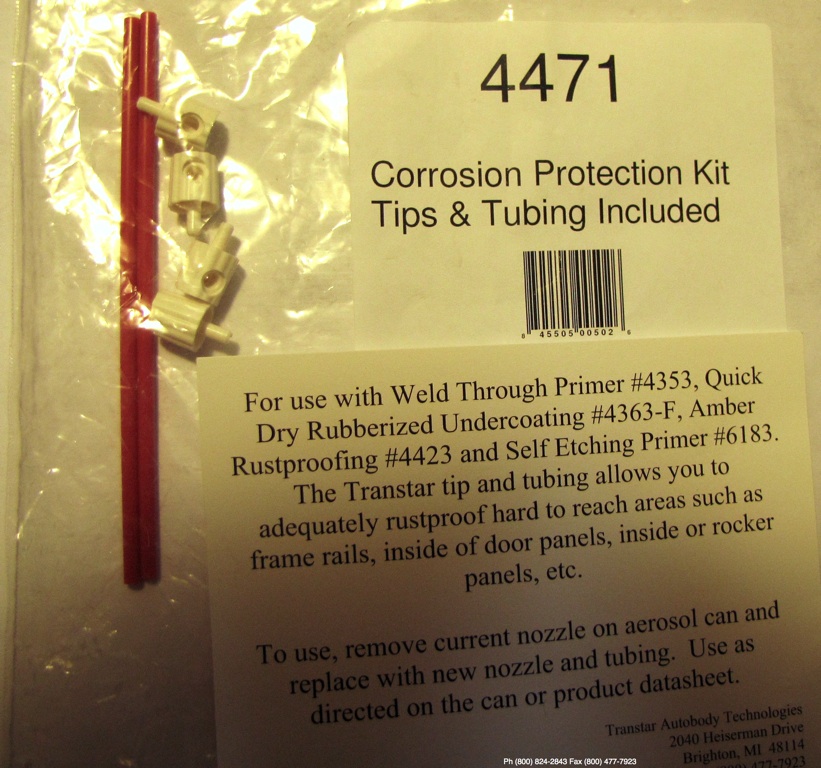 4471
Corrosion Protection Kit
Tips & Tubing Included
8 45505 00502 6
For use with Weld Through Primer #4353, Quick
Dry Rubberized Undercoating #4363-F, Amber
Rustproofing #4423 and Self Etching Primer #6183.
The Transtar tip and tubing allows you to
adequately rustproof hard to reach areas such as
frame rails, inside of door panels, inside or rocker
panels, etc.
To use, remove current nozzle on aerosol can and
replace with new nozzle and tubing. Use as
directed on the can or product datasheet.
Transtar Autobody Technologies
2040 Heiserman Drive
Brighton, MI 48114
477-7923
Ph (800) 824-2843 Fax (800) 477-7923